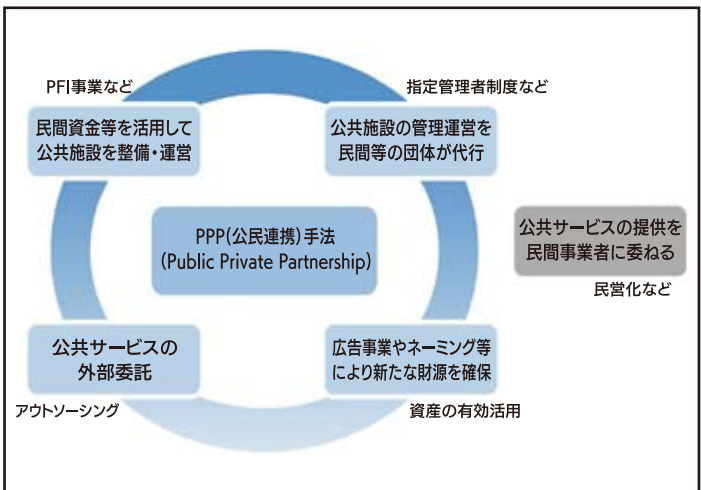 PFI事業など
民間資金等を活用して
公共施設を整備・運営
指定管理者制度など
公共施設の管理運営を
民間等の団体が代行
PPP(公民連携)手法
(Public Private Partnership)
公共サービスの提供を
民間事業者に委ねる
民営化など
公共サービスの
外部委託
アウトソーシング
広告事業やネーミング等
により新たな財源を確保
資産の有効活用